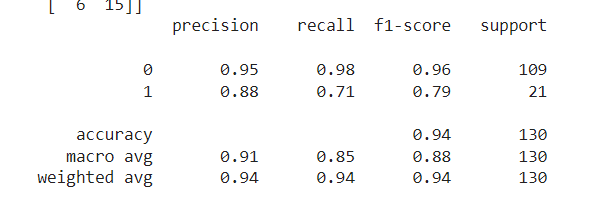 [ 6 15]]
precision recall f1-score support
0 0.95 0.98 0.96 109
1 0.88 0.71 0.79 21
accuracy 0.94 130
macro avg 0.91 0.85 0.88 130
weighted avg 0.94 0.94 0.94 130